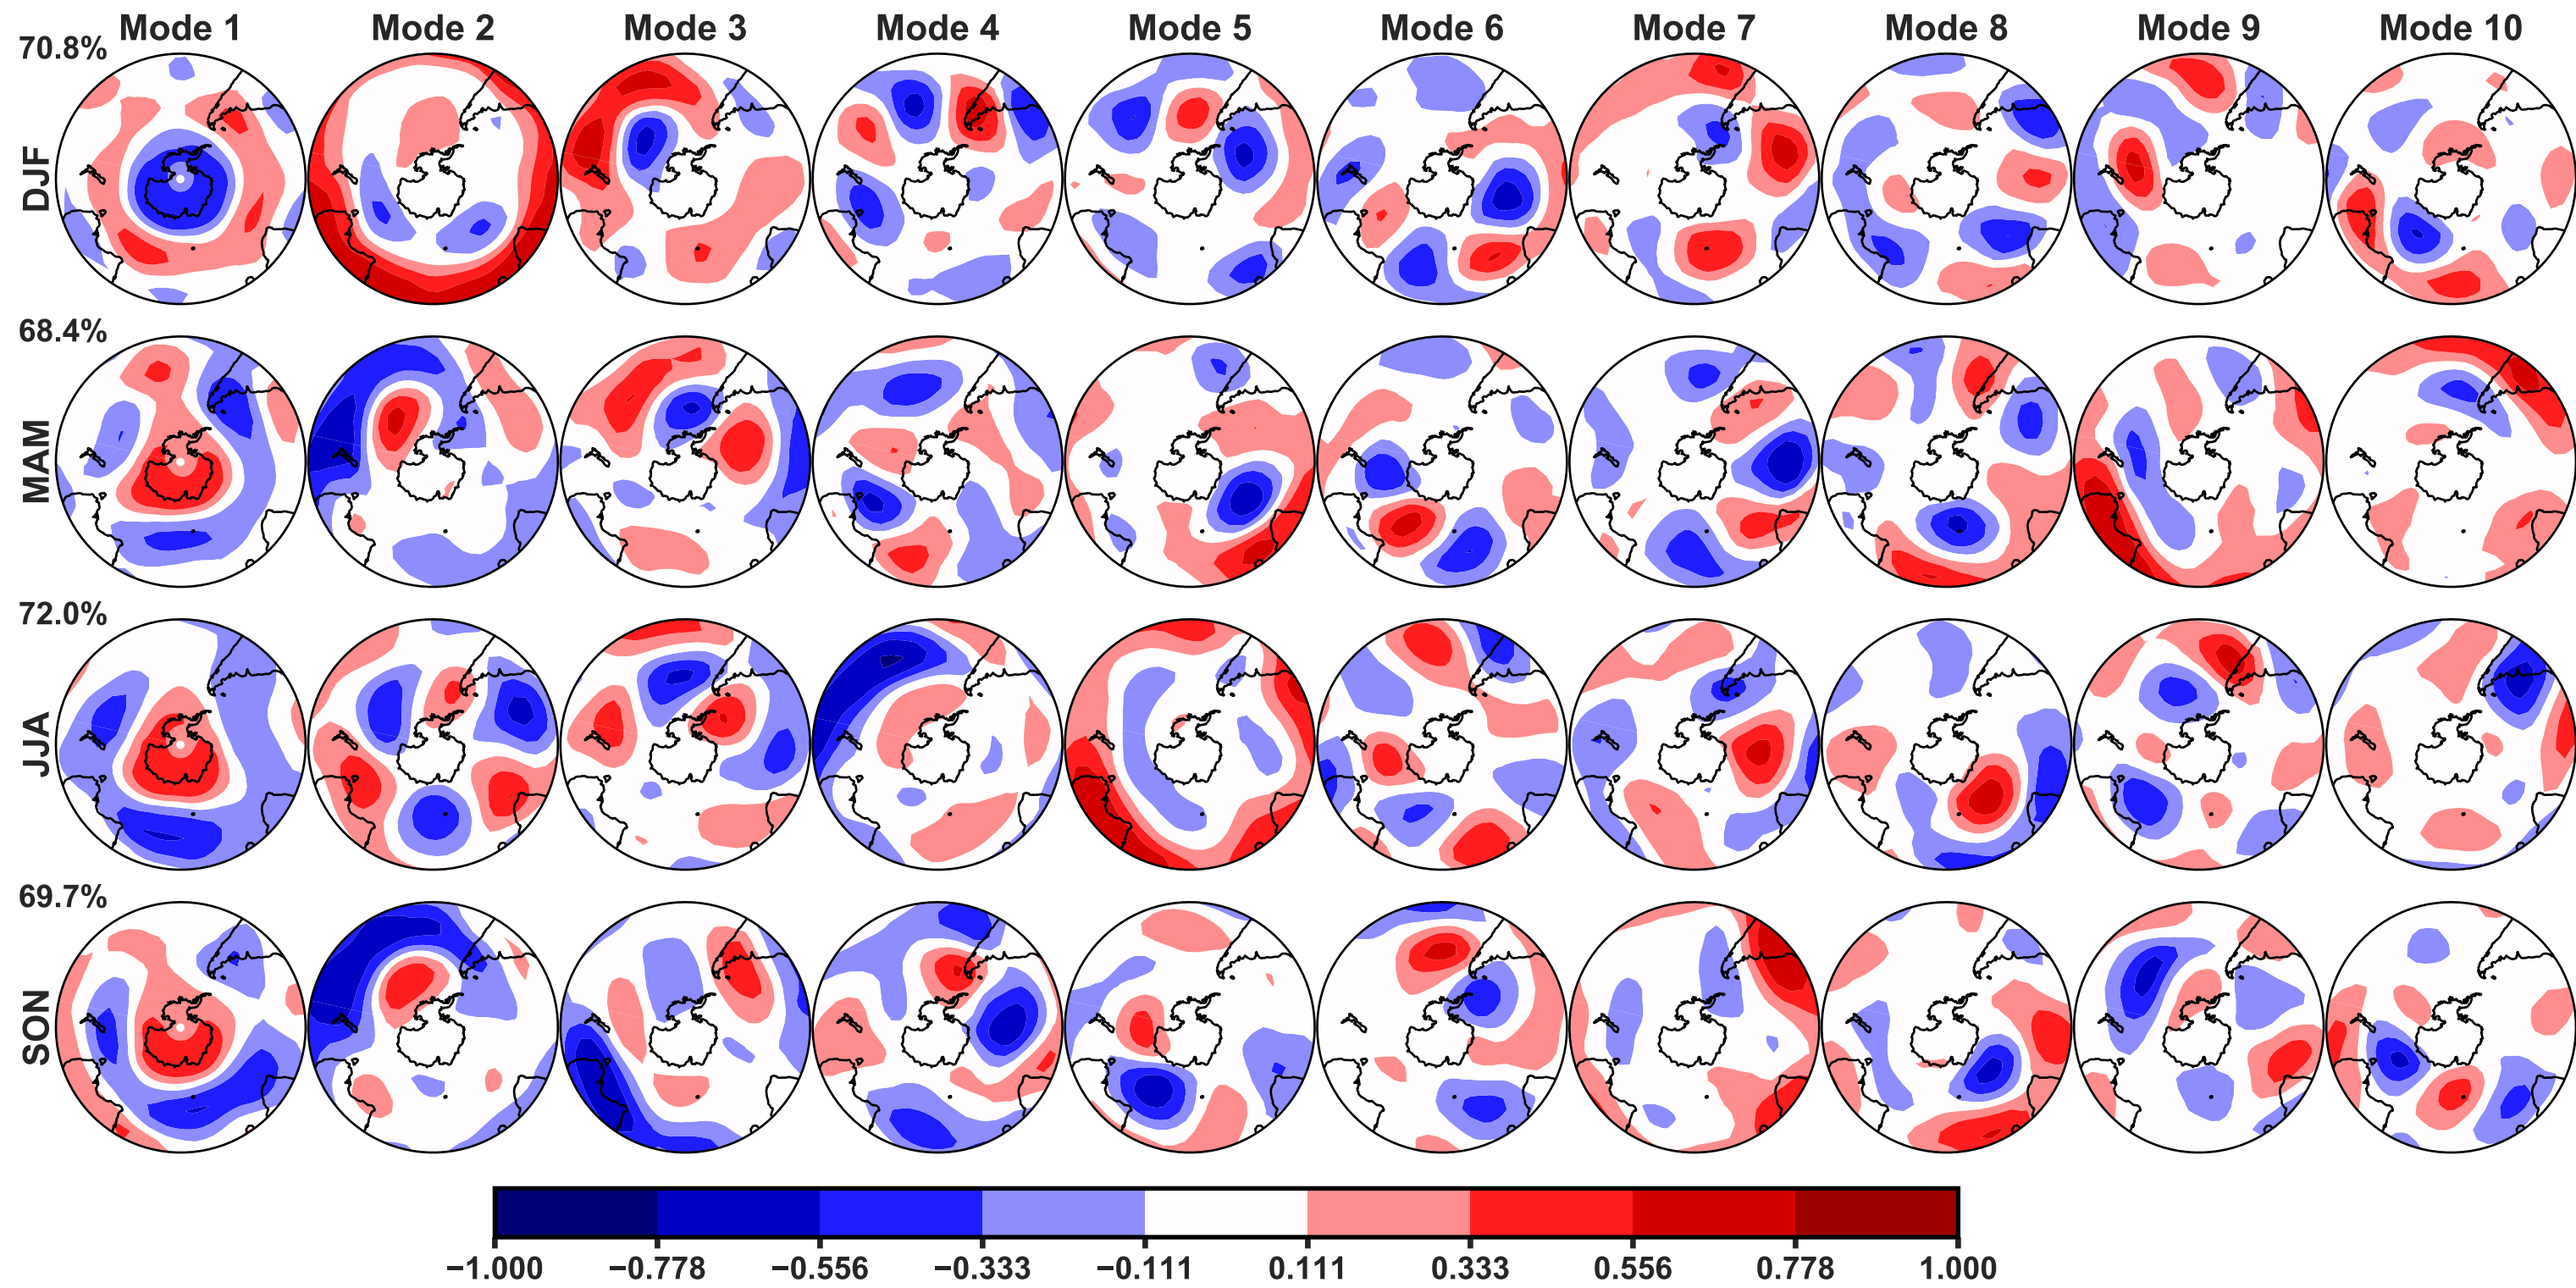 Mode 1 Mode 2 Mode 3 Mode 4 Mode 5 Mode 6 Mode 7 Mode 8 Mode 9 Mode 10
70.8%
DJF
68.4%
MAM
72.0%
JJA
69.7%
SON
−1.000 −0.778 −0.556 −0.333 −0.111 0.111 0.333 0.556 0.778 1.000